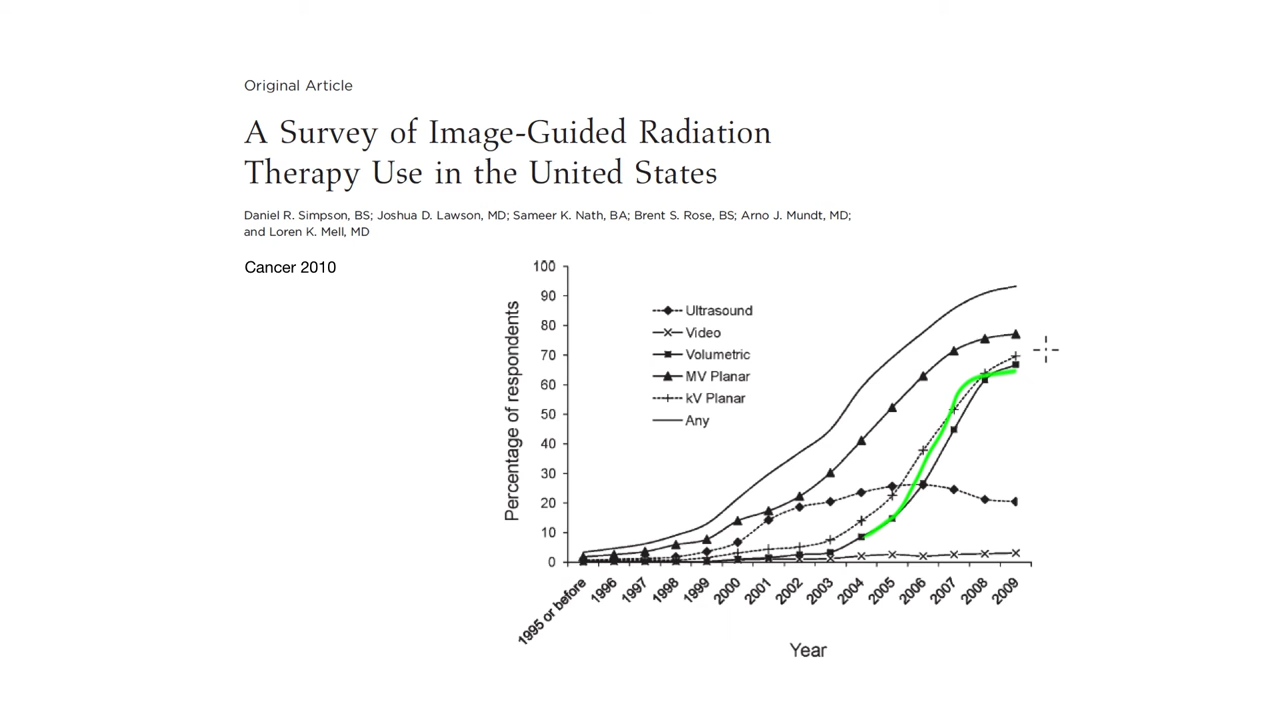 Original Article
A Survey of Image-Guided Radiation
Therapy Use in the United States
Daniel R. Simpson, BS; Joshua D. Lawson, MD; Sameer K. Nath, BA; Brent S. Rose, BS; Arno J. Mundt, MD;
and Loren K. Mell, MD
Cancer 2010
Percentage of respondents
100
90
80
70
60
50
40
30
20
10
0
Ultrasound
Video
Volumetric
MV Planar
kV Planar
Any
1995 or before
1996
1997
1998
1999
2000
2001
2002
2003
2004
2005
2006
2007
2008
2009
Year